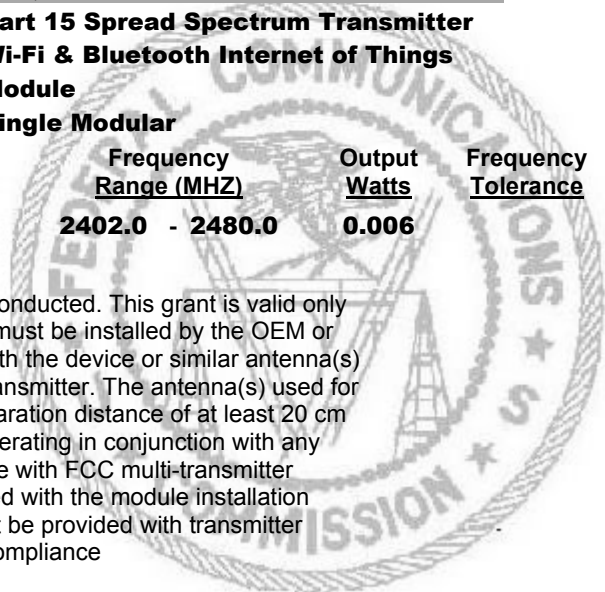 art 15 Spread Spectrum Transmitter
Wi-Fi & Bluetooth Internet of Things
Module
ingle Modular
Frequency Output Frequency
Range (MHZ) Watts Tolerance
2402.0 - 2480.0 0.006
onducted. This grant is valid only
must be installed by the OEM or
th the device or similar antenna(s)
ansmitter. The antenna(s) used for
aration distance of at least 20 cm
erating in conjunction with any
e with FCC multi-transmitter
ed with the module installation
t be provided with transmitter
ompliance
FEDERAL COMMUNICATIONS COMMISSION
U S